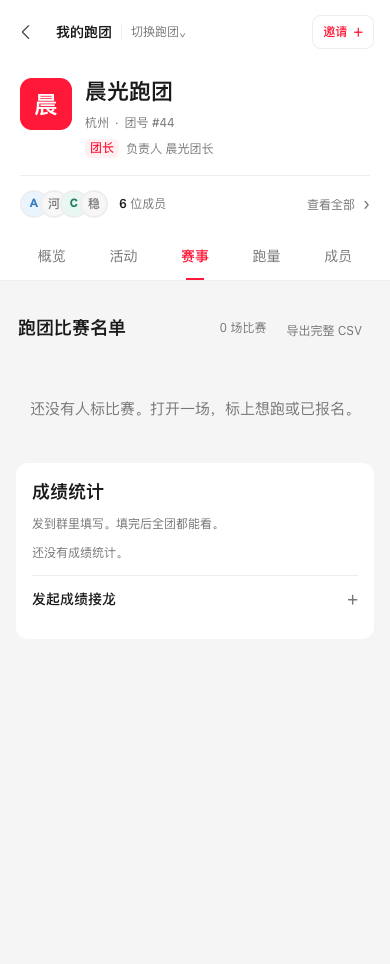 我的跑团
切换跑团
邀请 +
晨
晨光跑团
杭州 · 团号 #44
团长 负责人 晨光团长
A 河 C 稳 6 位成员 查看全部
概览 活动 赛事 跑量 成员
跑团比赛名单 0 场比赛 导出完整 CSV
还没有人标比赛。打开一场，标上想跑或已报名。
成绩统计
发到群里填写。填完后全团都能看。
还没有成绩统计。
发起成绩接龙 +